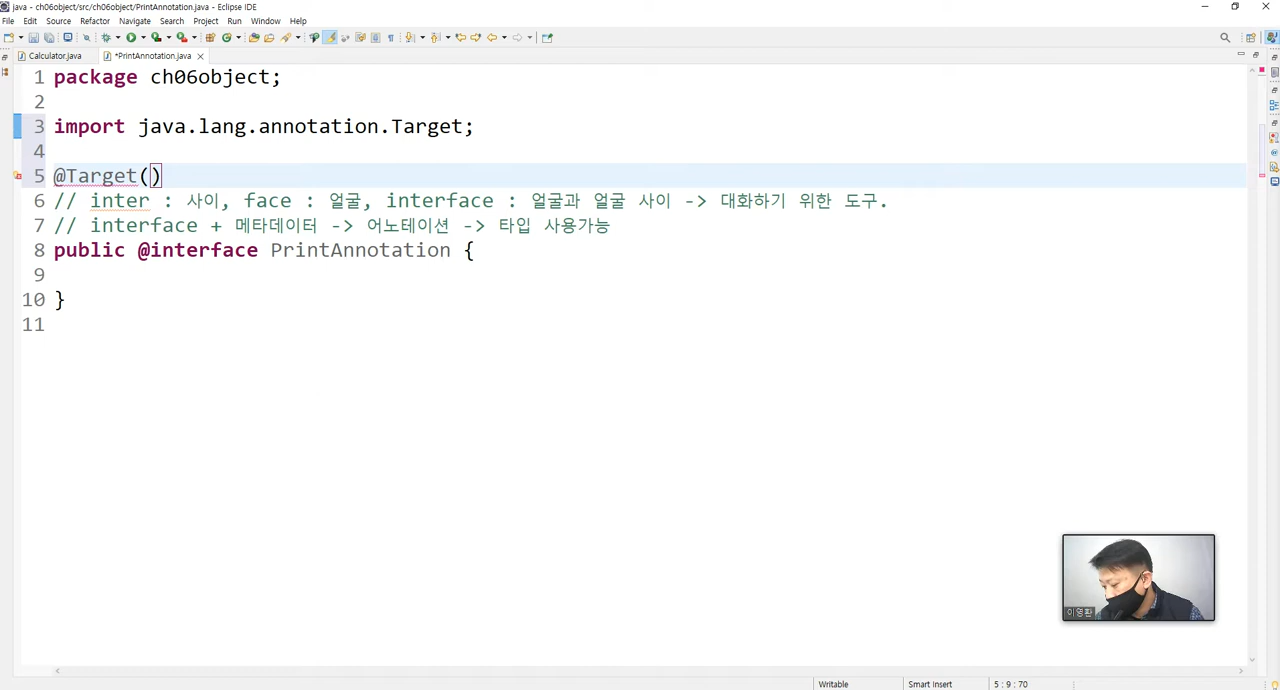 java - ch06object/src/ch06object/PrintAnnotation.java - Eclipse IDE
File Edit Source Refactor Navigate Search Project Run Window Help
Calculator.java *PrintAnnotation.java
1 package ch06object;
2
3 import java.lang.annotation.Target;
4
5 @Target()
6 // inter : 사이, face : 얼굴, interface : 얼굴과 얼굴 사이 -> 대화하기 위한 도구.
7 // interface + 메타데이터 -> 어노테이션 -> 타입 사용가능
8 public @interface PrintAnnotation {
9
10 }
11
이영환
Writable Smart Insert 5 : 9 : 70